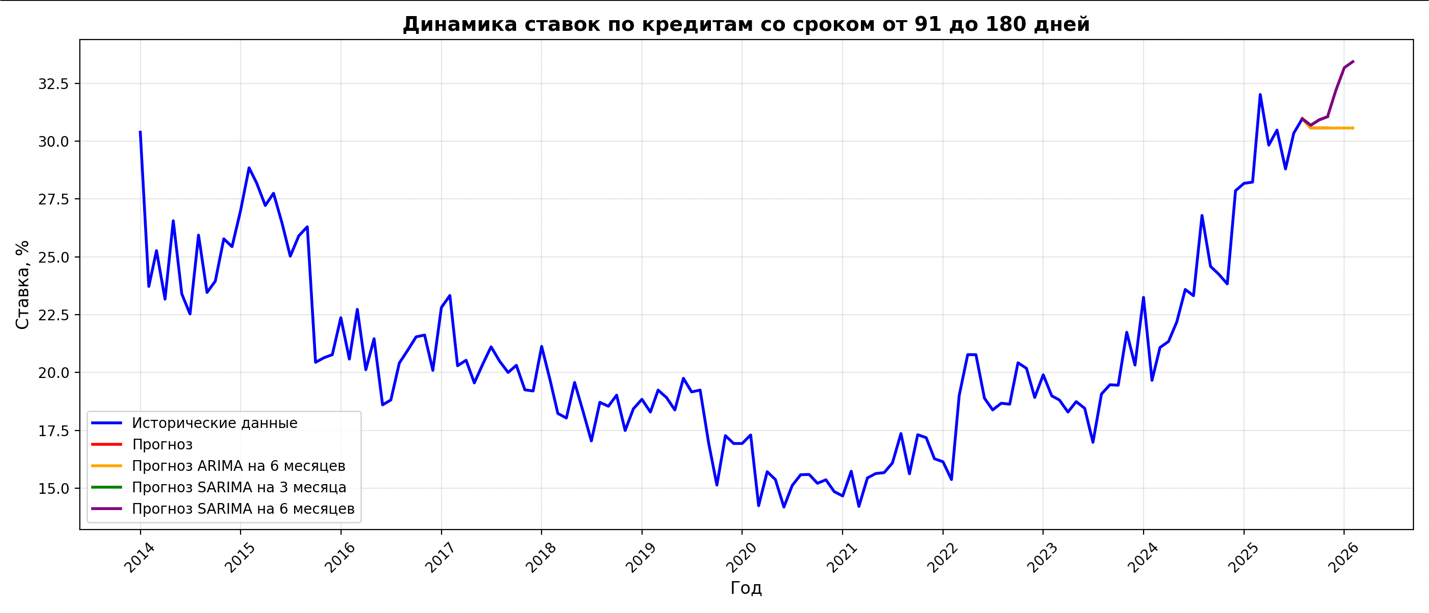 Динамика ставок по кредитам со сроком от 91 до 180 дней
Ставка, %
32.5
30.0
27.5
25.0
22.5
20.0
17.5
15.0
Исторические данные
Прогноз
Прогноз ARIMA на 6 месяцев
Прогноз SARIMA на 3 месяца
Прогноз SARIMA на 6 месяцев
2014
2015
2016
2017
2018
2019
2020
2021
2022
2023
2024
2025
2026
Год